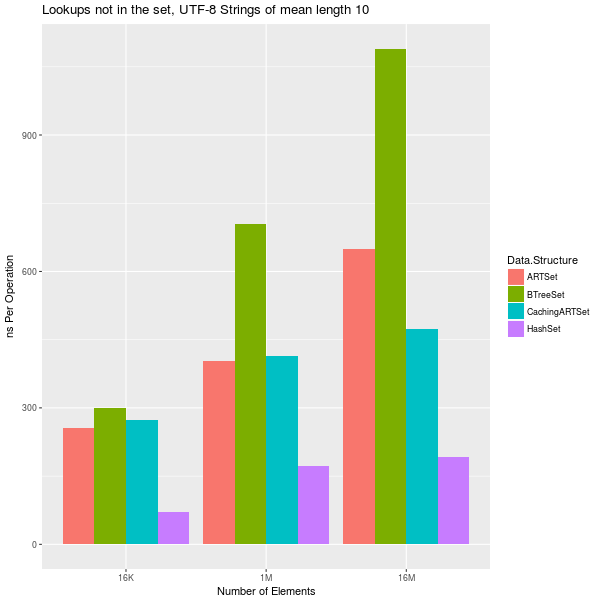 Lookups not in the set, UTF-8 Strings of mean length 10
ns Per Operation
900
600
300
0
16K
1M
16M
Number of Elements
Data.Structure
ARTSet
BTreeSet
CachingARTSet
HashSet